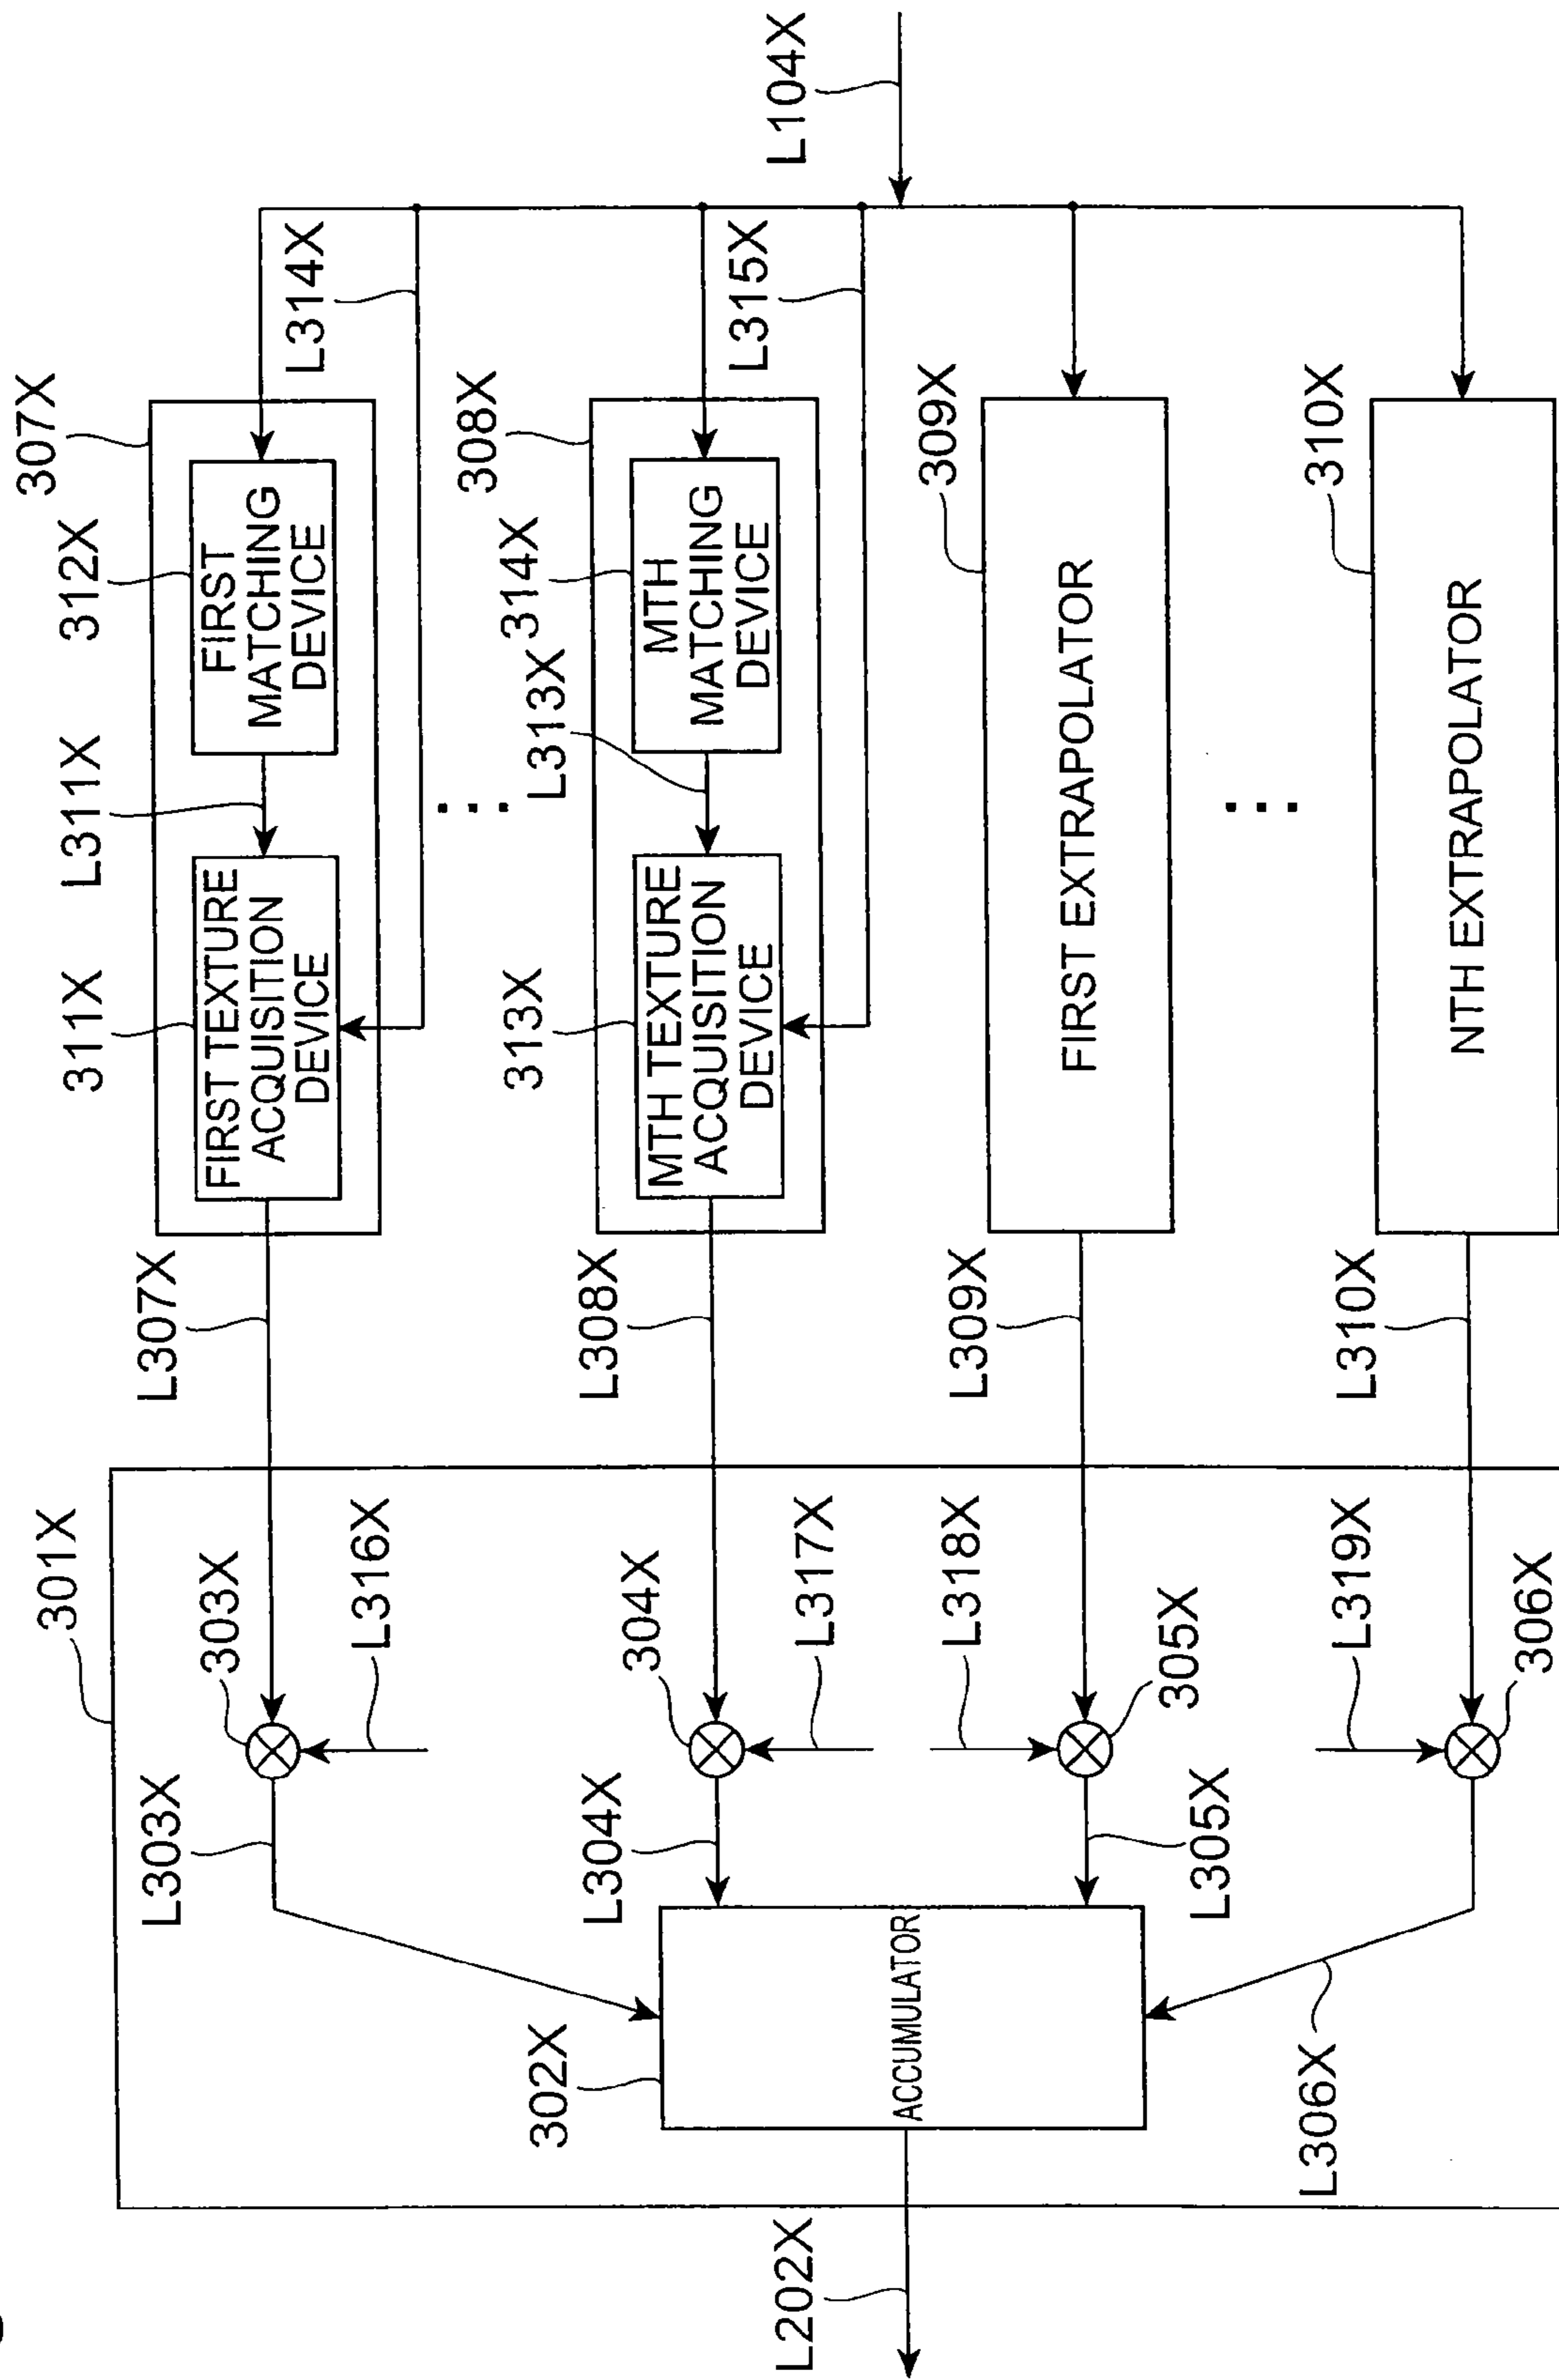 301X
303X
L303X
L316X
L307X
311X
FIRST TEXTURE
ACQUISITION
DEVICE
L311X
312X
FIRST
MATCHING
DEVICE
307X
L314X
302X
ACCUMULATOR
L202X
304X
L304X
L317X
L308X
313X
MTH TEXTURE
ACQUISITION
DEVICE
L313X
314X
MTH
MATCHING
DEVICE
308X
L315X
L104X
L318X
305X
L305X
L309X
FIRST EXTRAPOLATOR
309X
L306X
L319X
306X
L310X
NTH EXTRAPOLATOR
310X